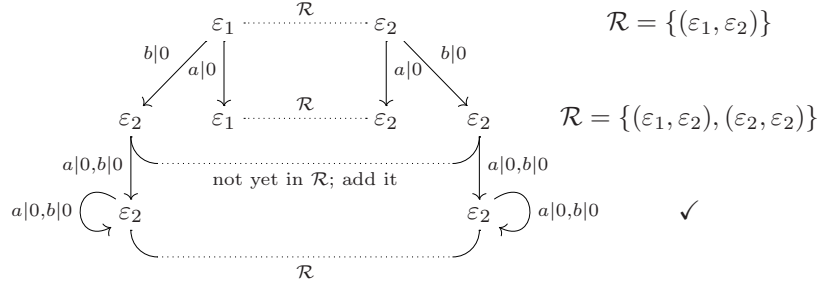 ε₁ R ε₂ R = {(ε₁, ε₂)}
b|0 a|0 a|0 b|0
ε₂ ε₁ R ε₂ ε₂ R = {(ε₁, ε₂), (ε₂, ε₂)}
a|0,b|0 not yet in R; add it a|0,b|0
a|0,b|0 ε₂ ε₂ a|0,b|0 ✓
R